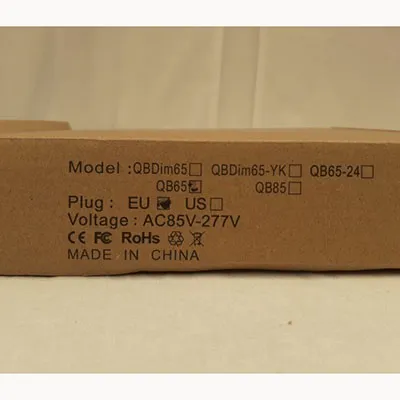 Model : QBDim65☐ QBDim65-YK☐ QB65-24☐
QB65☑ QB85☐
Plug : EU☑ US☐
Voltage : AC85V-277V
CE FC RoHs
MADE IN CHINA